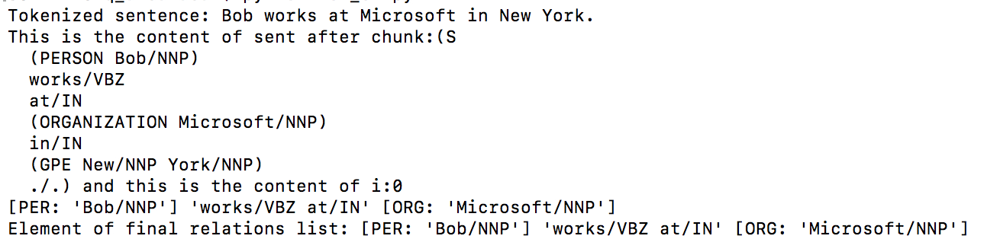 Tokenized sentence: Bob works at Microsoft in New York.
This is the content of sent after chunk:(S
  (PERSON Bob/NNP)
  works/VBZ
  at/IN
  (ORGANIZATION Microsoft/NNP)
  in/IN
  (GPE New/NNP York/NNP)
  ./.) and this is the content of i:0
[PER: 'Bob/NNP'] 'works/VBZ at/IN' [ORG: 'Microsoft/NNP']
Element of final relations list: [PER: 'Bob/NNP'] 'works/VBZ at/IN' [ORG: 'Microsoft/NNP']